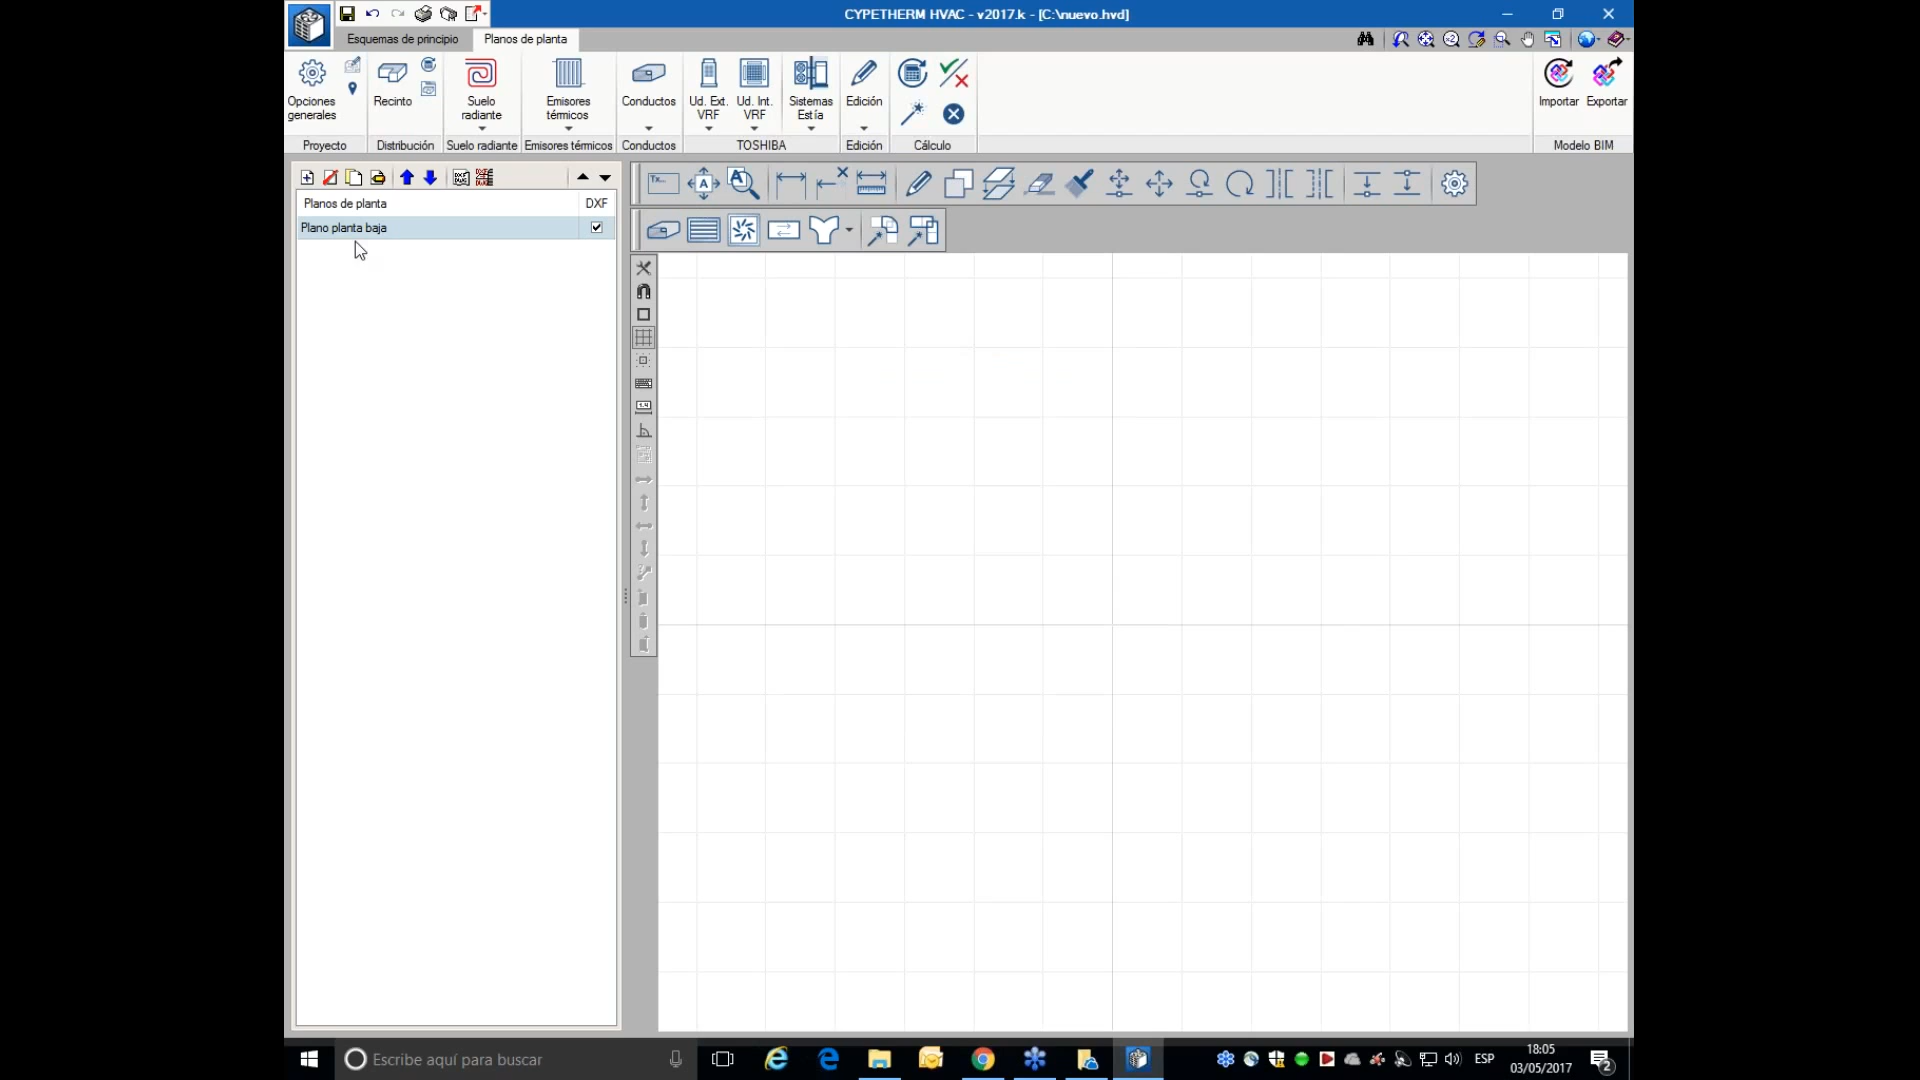 CYPETHERM HVAC - v2017.k - [C:\nuevo.hvd]
Esquemas de principio
Planos de planta
Opciones generales
Recinto
Suelo radiante
Emisores térmicos
Conductos
Ud. Ext. VRF
Ud. Int. VRF
Sistemas Estía
Edición
Importar
Exportar
Proyecto
Distribución
Suelo radiante
Emisores térmicos
Conductos
TOSHIBA
Edición
Cálculo
Modelo BIM
Planos de planta
DXF
Plano planta baja
Escribe aquí para buscar
ESP
18:05
03/05/2017
2